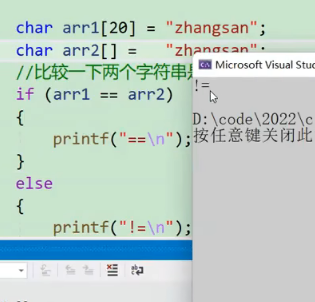 char arr1[20] = "zhangsan";
char arr2[] = "zhangsan";
//比较一下两个字符串是
if (arr1 == arr2)
{
printf("==\n");
}
else
{
printf("!=\n");
Microsoft Visual Stu
!=
D:\code\2022\c
按任意键关闭此